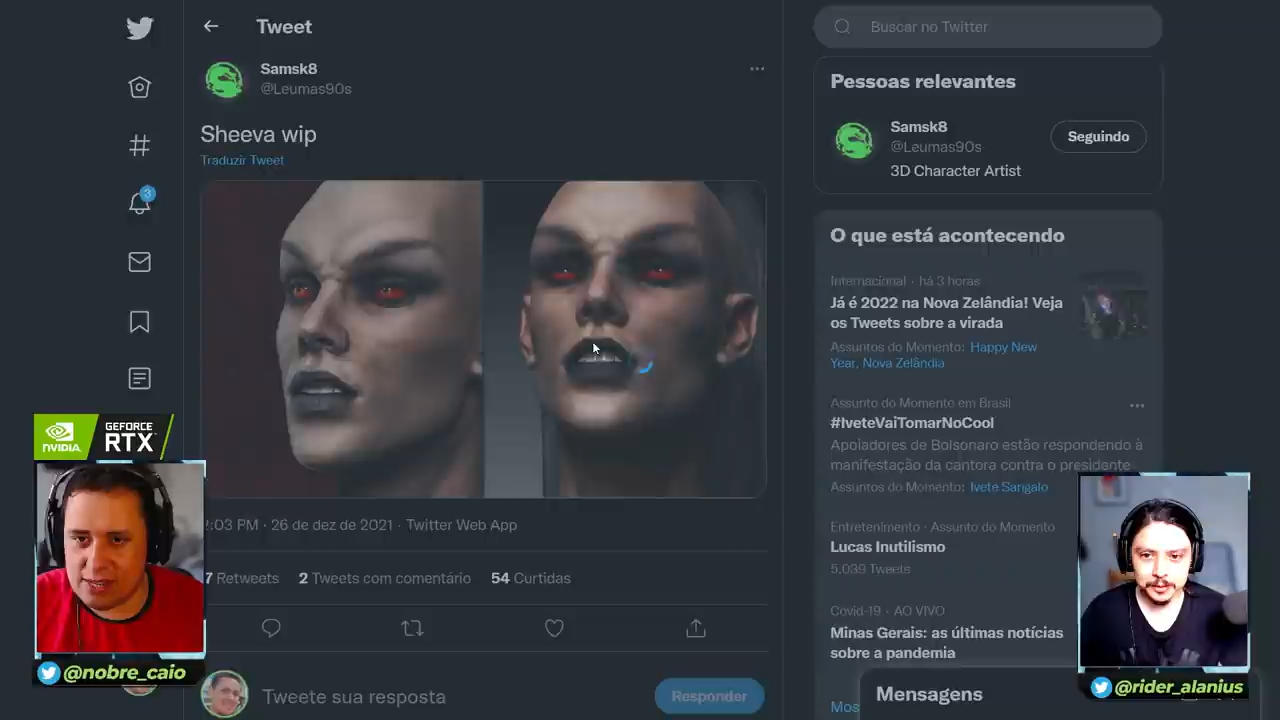 Tweet
Buscar no Twitter
Samsk8
@Leumas90s
Sheeva wip
Traduzir Tweet
Pessoas relevantes
Samsk8
@Leumas90s
Seguindo
3D Character Artist
3
O que está acontecendo
Internacional · há 3 horas
Já é 2022 na Nova Zelândia! Veja
os Tweets sobre a virada
Assuntos do Momento: Happy New
Year, Nova Zelândia
Assunto do Momento em Brasil
#IveteVaiTomarNoCool
Apoiadores de Bolsonaro estão respondendo à
manifestação da cantora contra o presidente
Assuntos do Momento: Ivete Sangalo
Entretenimento · Assunto do Momento
Lucas Inutilismo
5.039 Tweets
Covid-19 · AO VIVO
Minas Gerais: as últimas notícias
sobre a pandemia
Mos
Mensagens
:03 PM · 26 de dez de 2021 · Twitter Web App
7 Retweets 2 Tweets com comentário 54 Curtidas
Tweete sua resposta
Responder
NVIDIA
GEFORCE
RTX
@nobre_caio
@rider_alanius